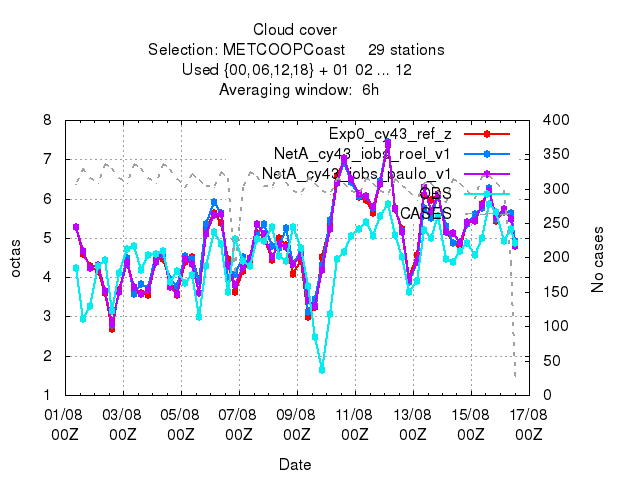 Cloud cover
Selection: METCOOPCoast 29 stations
Used {00,06,12,18} + 01 02 ... 12
Averaging window: 6h
8
7
6
5
4
3
2
1
octas
400
350
300
250
200
150
100
50
0
No cases
Exp0_cy43_ref_z
NetA_cy43_iobs_roel_v1
NetA_cy43_iobs_paulo_v1
OBS
CASES
01/08 03/08 05/08 07/08 09/08 11/08 13/08 15/08 17/08
00Z 00Z 00Z 00Z 00Z 00Z 00Z 00Z 00Z
Date